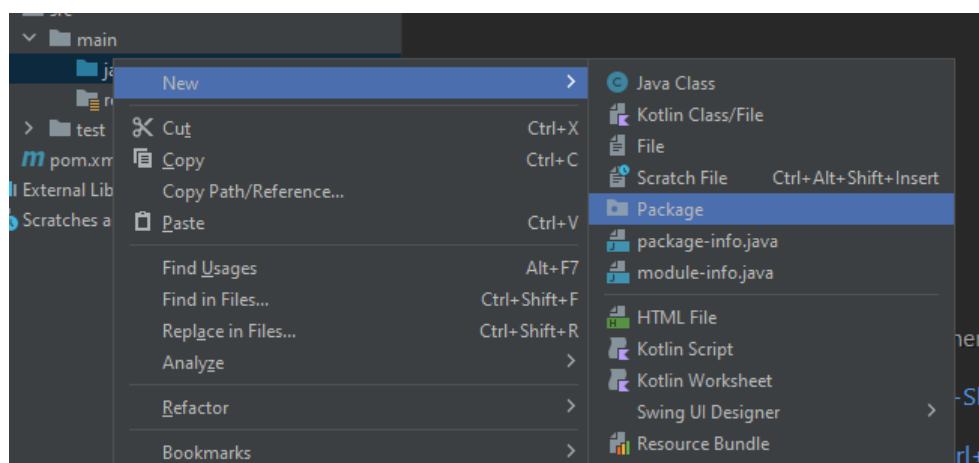 main
New
test
pom.xm
External Lib
Scratches a
Cut Ctrl+X
Copy Ctrl+C
Copy Path/Reference...
Paste Ctrl+V
Find Usages Alt+F7
Find in Files... Ctrl+Shift+F
Replace in Files... Ctrl+Shift+R
Analyze
Refactor
Bookmarks
Java Class
Kotlin Class/File
File
Scratch File Ctrl+Alt+Shift+Insert
Package
package-info.java
module-info.java
HTML File
Kotlin Script
Kotlin Worksheet
Swing UI Designer
Resource Bundle